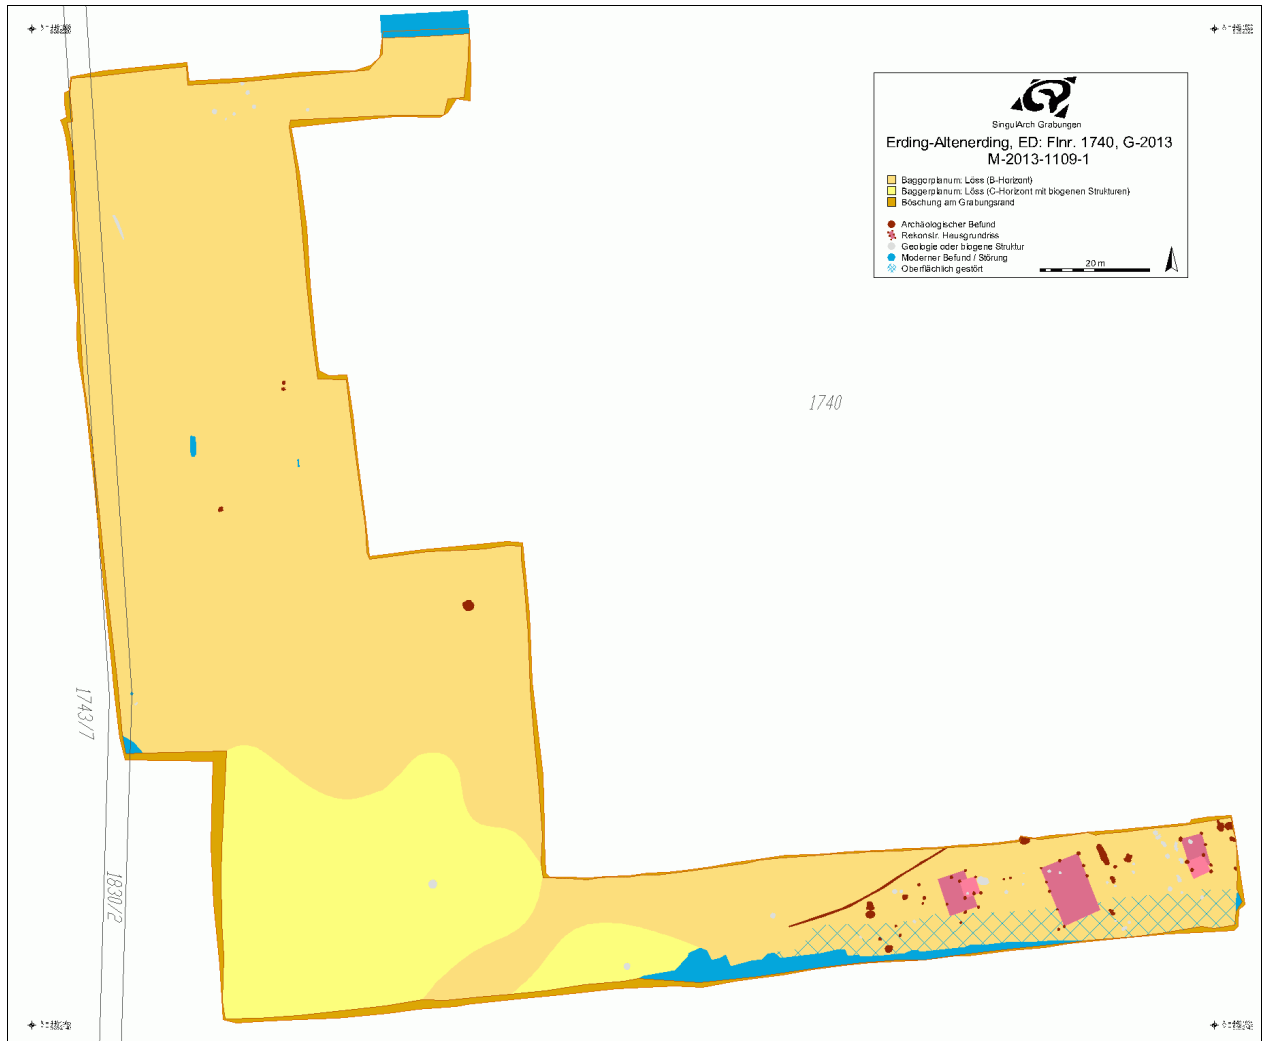 SingulArch Grabungen
Erding-Altenerding, ED: Flnr. 1740, G-2013
M-2013-1109-1
Baggerplanum: Löss (B-Horizont)
Baggerplanum: Löss (C-Horizont mit biogenen Strukturen)
Böschung am Grabungsrand
Archäologischer Befund
Rekonstr. Hausgrundriss
Geologie oder biogene Struktur
Moderner Befund / Störung
Oberflächlich gestört
20 m
1740
1743/7
1830/2